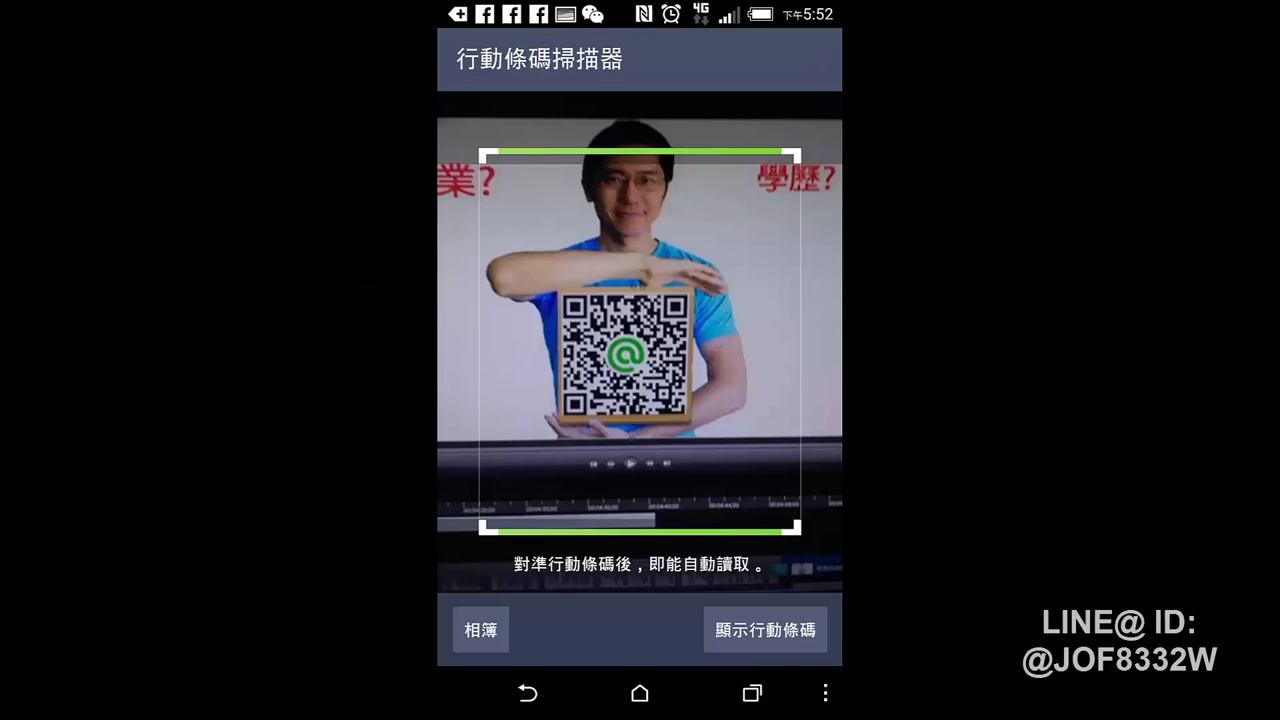 4G
下午5:52
行動條碼掃描器
業?
學歷?
對準行動條碼後，即能自動讀取。
相簿
顯示行動條碼
LINE@ ID:
@JOF8332W